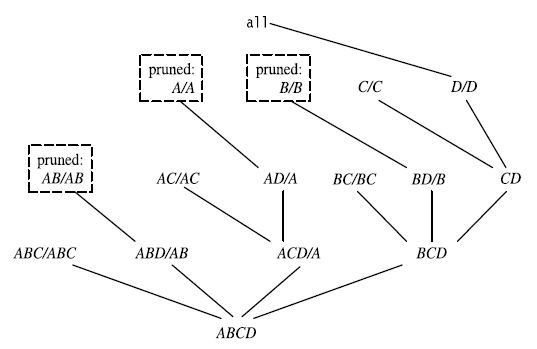 all
pruned:
A/A
pruned:
B/B
C/C
D/D
pruned:
AB/AB
AC/AC
AD/A
BC/BC
BD/B
CD
ABC/ABC
ABD/AB
ACD/A
BCD
ABCD